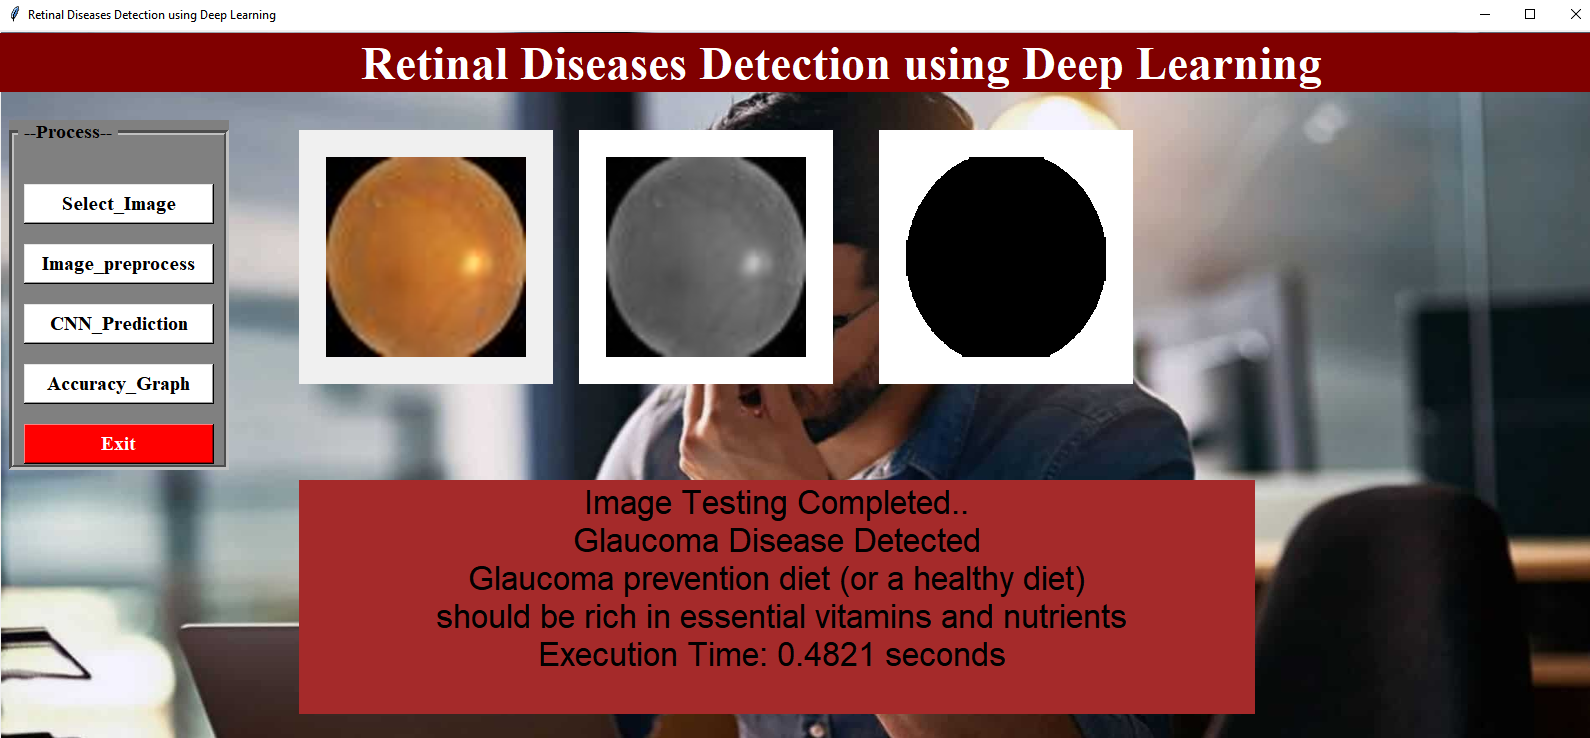 Retinal Diseases Detection using Deep Learning
Retinal Diseases Detection using Deep Learning
--Process--
Select_Image
Image_preprocess
CNN_Prediction
Accuracy_Graph
Exit
Image Testing Completed..
Glaucoma Disease Detected
Glaucoma prevention diet (or a healthy diet)
should be rich in essential vitamins and nutrients
Execution Time: 0.4821 seconds